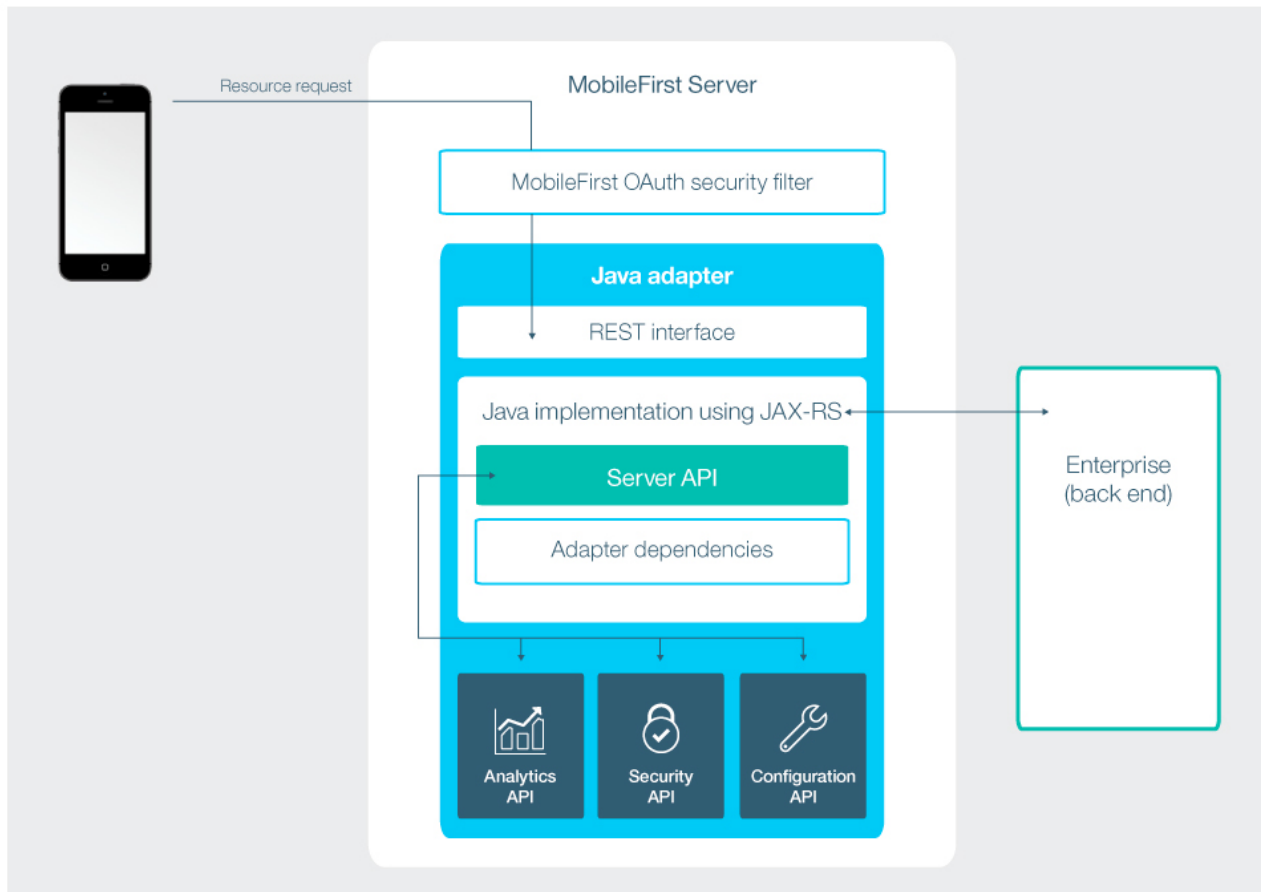 Resource request
MobileFirst Server
MobileFirst OAuth security filter
Java adapter
REST interface
Java implementation using JAX-RS
Server API
Enterprise
(back end)
Adapter dependencies
Analytics
API
Security
API
Configuration
API